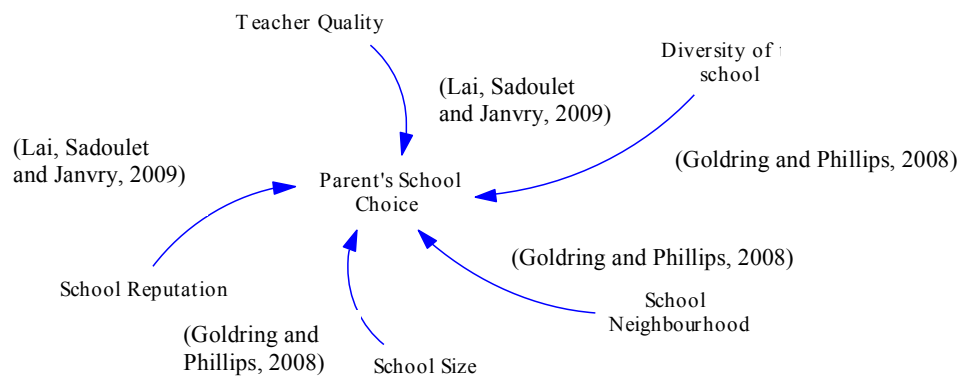 Teacher Quality
Diversity of
school
(Lai, Sadoulet
and Janvry, 2009)
(Lai, Sadoulet
and Janvry, 2009)
(Goldring and Phillips, 2008)
Parent's School
Choice
(Goldring and Phillips, 2008)
School Reputation
School
Neighbourhood
(Goldring and
Phillips, 2008)
School Size